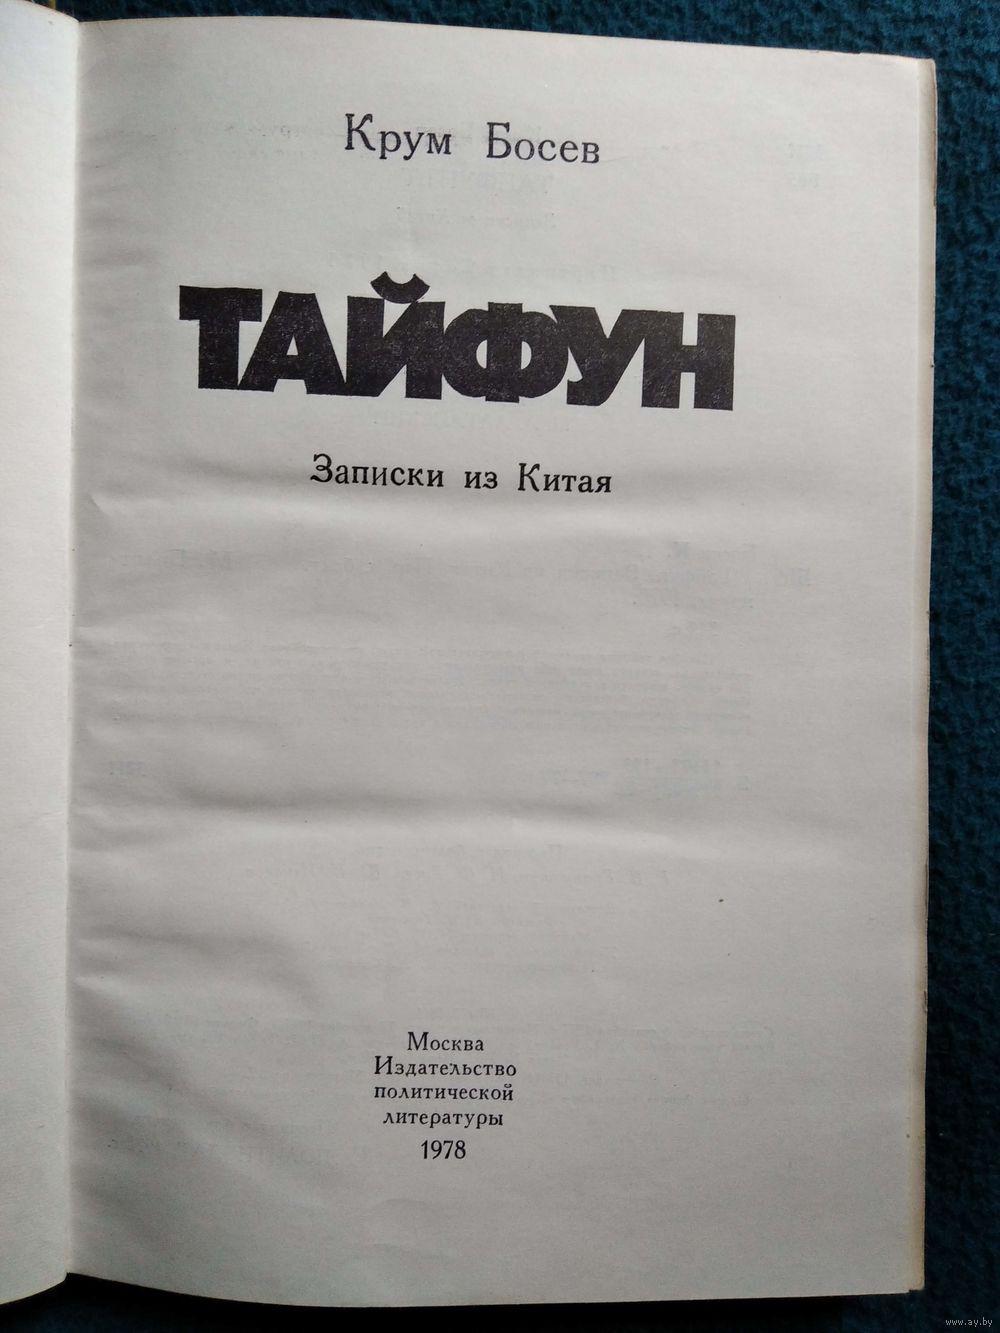 Крум Босев
ТАЙФУН
Записки из Китая
Москва
Издательство
политической
литературы
1978
www.ay.by